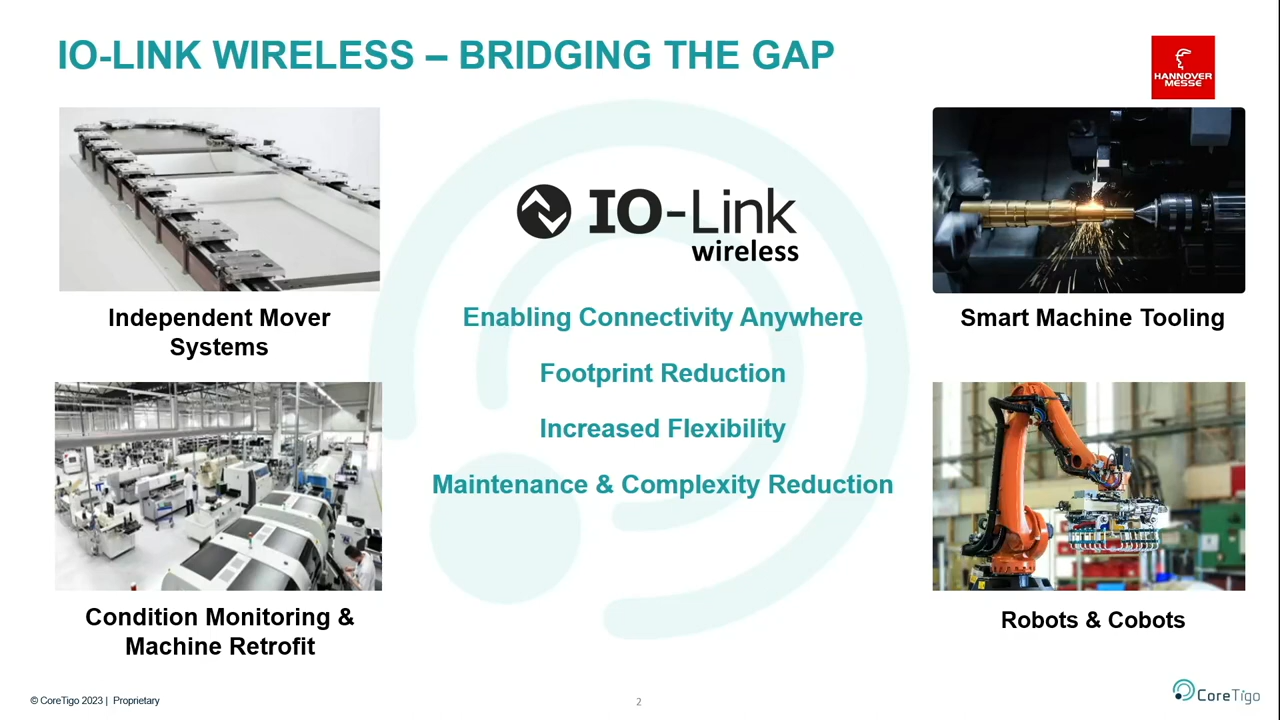 IO-LINK WIRELESS – BRIDGING THE GAP
HANNOVER
MESSE
IO-Link
wireless
Enabling Connectivity Anywhere
Footprint Reduction
Increased Flexibility
Maintenance & Complexity Reduction
Independent Mover
Systems
Condition Monitoring &
Machine Retrofit
Smart Machine Tooling
Robots & Cobots
© CoreTigo 2023 | Proprietary
2
CoreTigo